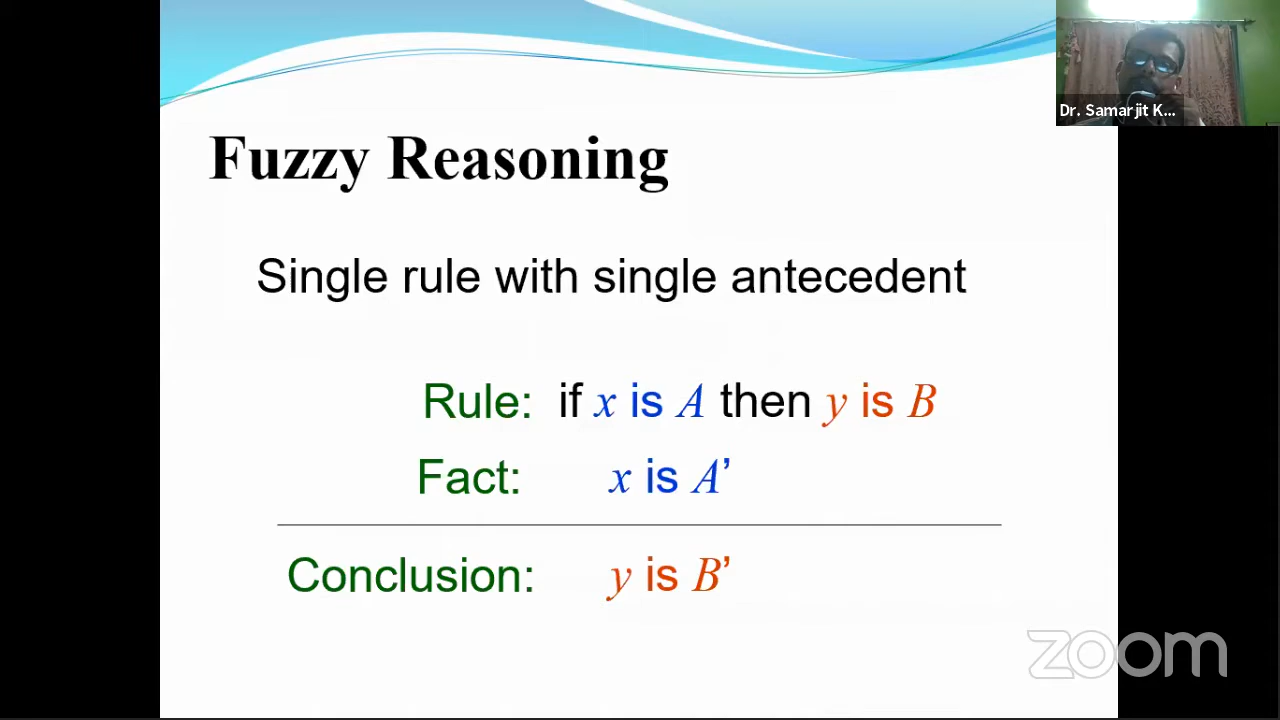 Dr. Samarjit K...
Fuzzy Reasoning
Single rule with single antecedent
Rule: if x is A then y is B
Fact: x is A’
Conclusion: y is B’
zoom